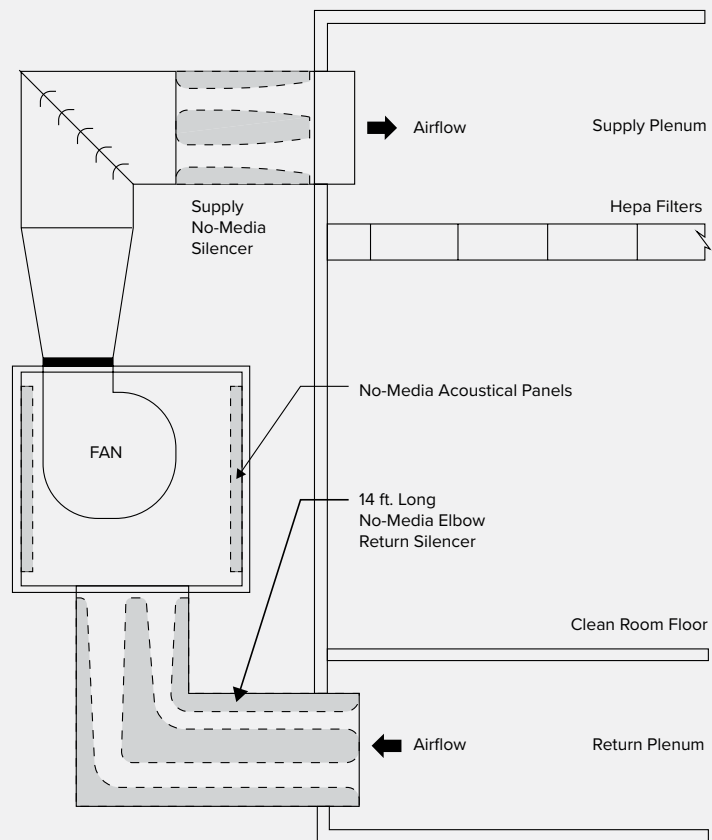 Airflow
Supply Plenum
Supply
No-Media
Silencer
Hepa Filters
No-Media Acoustical Panels
FAN
14 ft. Long
No-Media Elbow
Return Silencer
Clean Room Floor
Airflow
Return Plenum